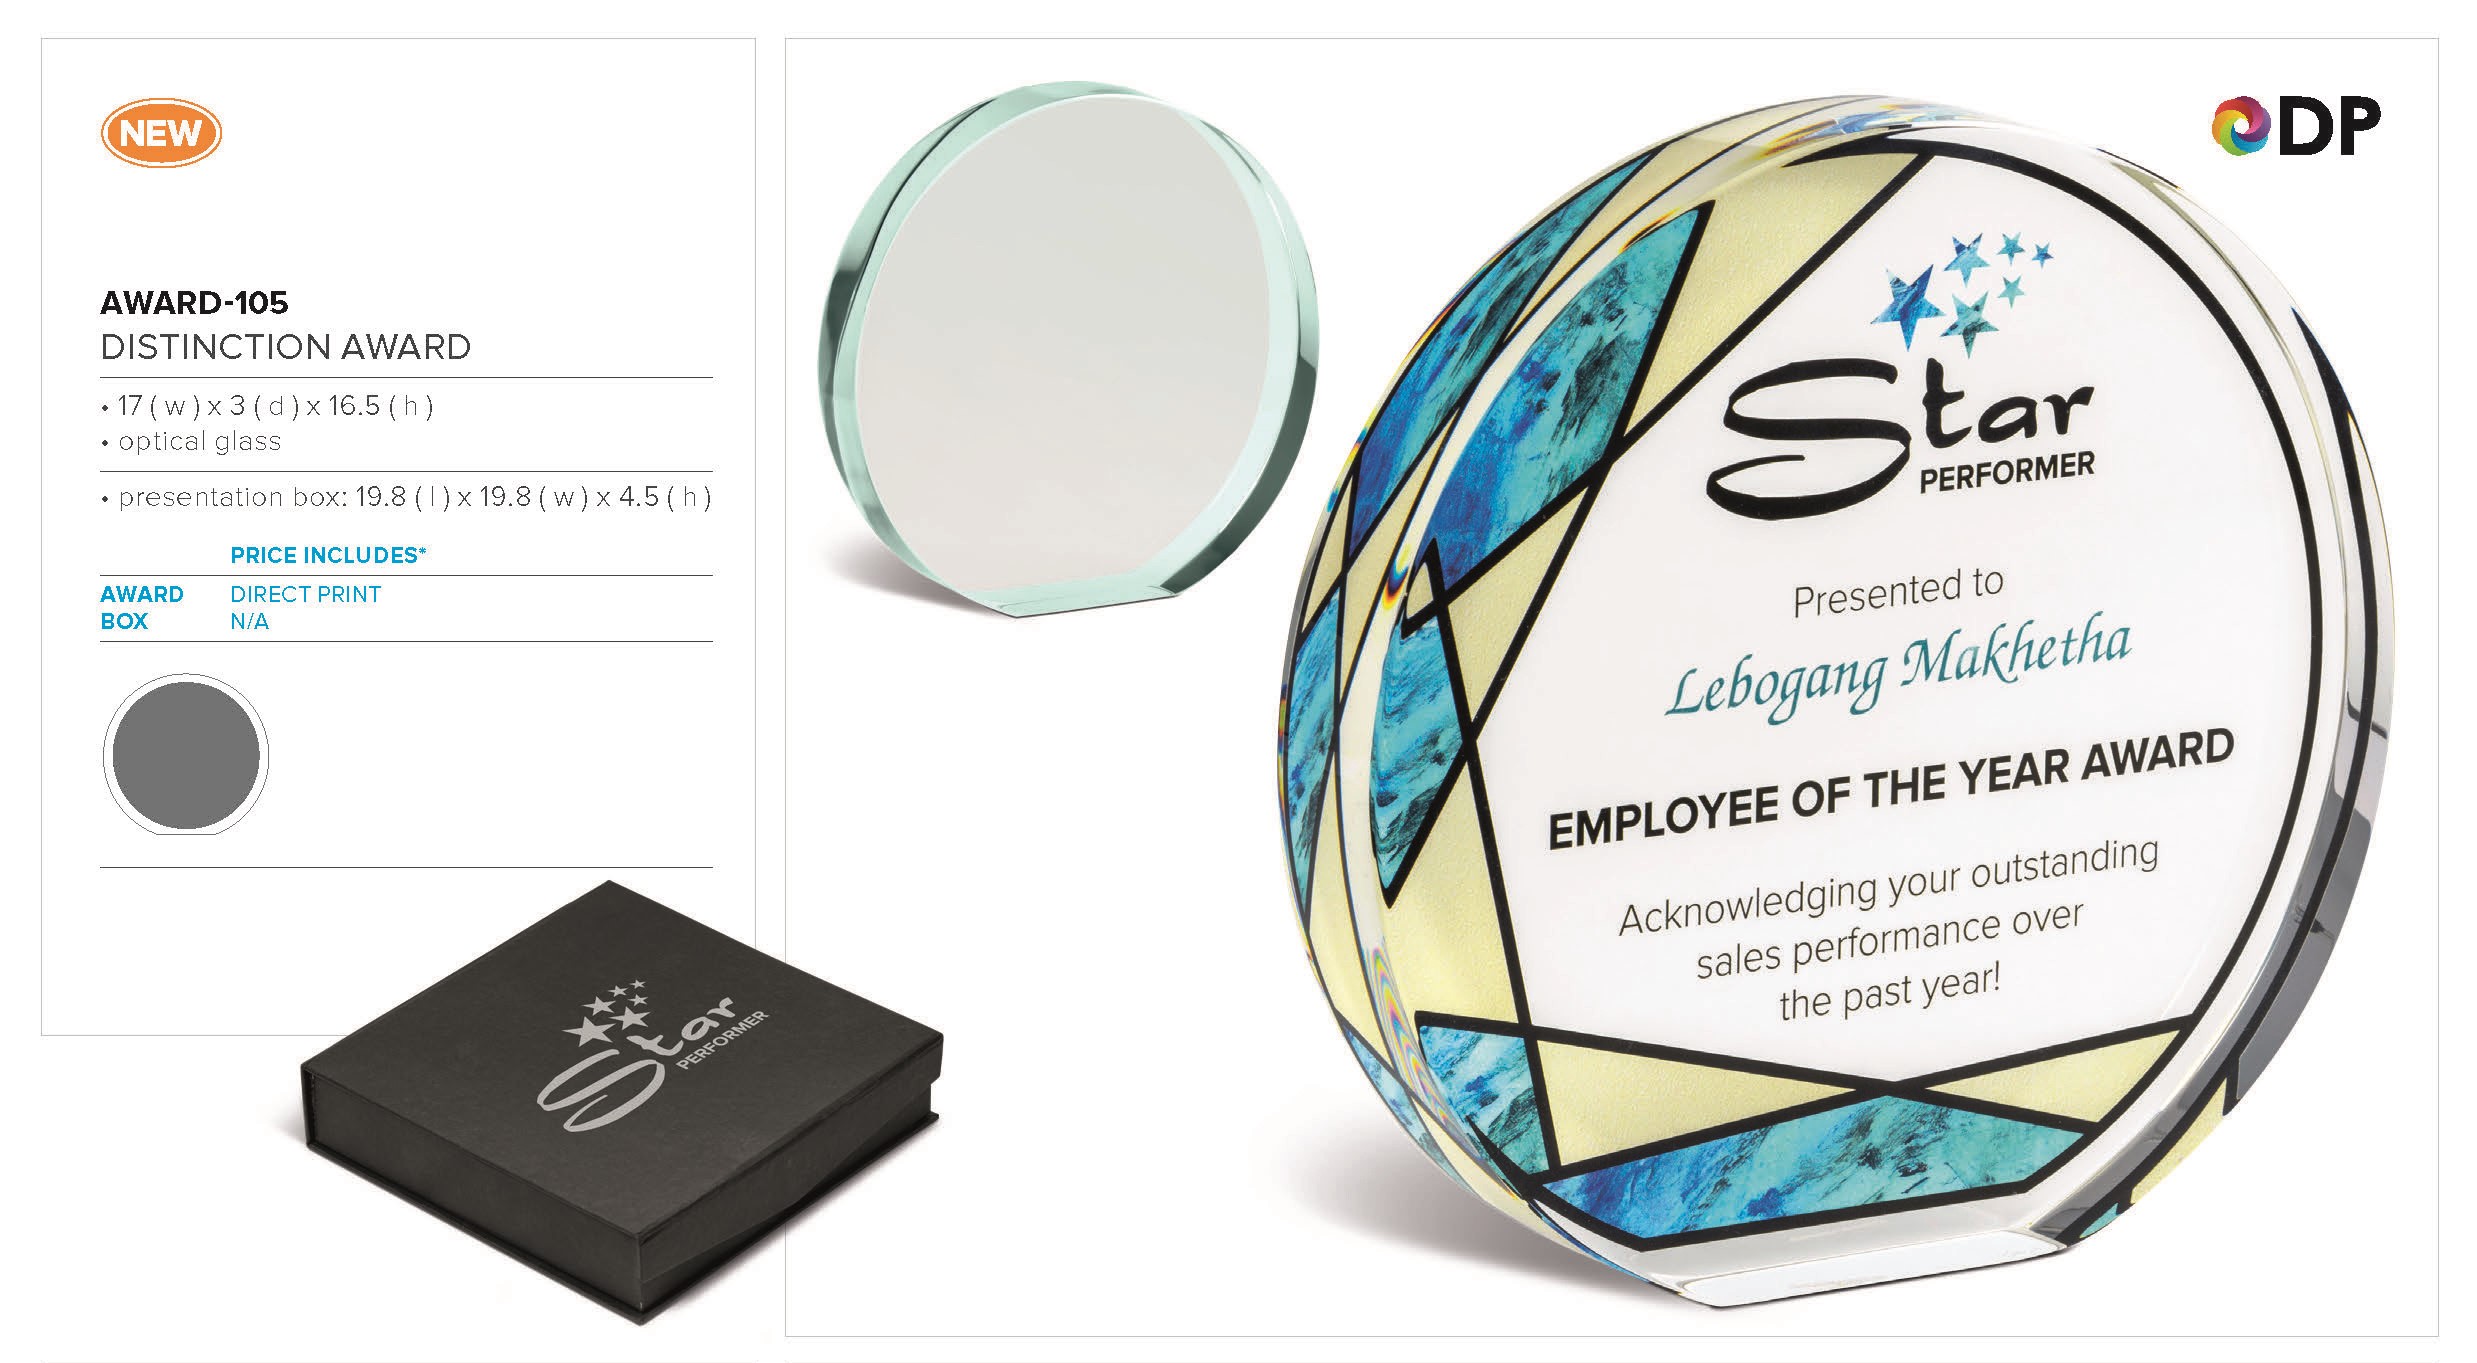 NEW
AWARD-105
DISTINCTION AWARD
• 17 ( w ) x 3 ( d ) x 16.5 ( h )
• optical glass
• presentation box: 19.8 ( l ) x 19.8 ( w ) x 4.5 ( h )
PRICE INCLUDES*
AWARD DIRECT PRINT
BOX N/A
Star
PERFORMER
DP
Star
PERFORMER
Presented to
Lebogang Makhetha
EMPLOYEE OF THE YEAR AWARD
Acknowledging your outstanding
sales performance over
the past year!